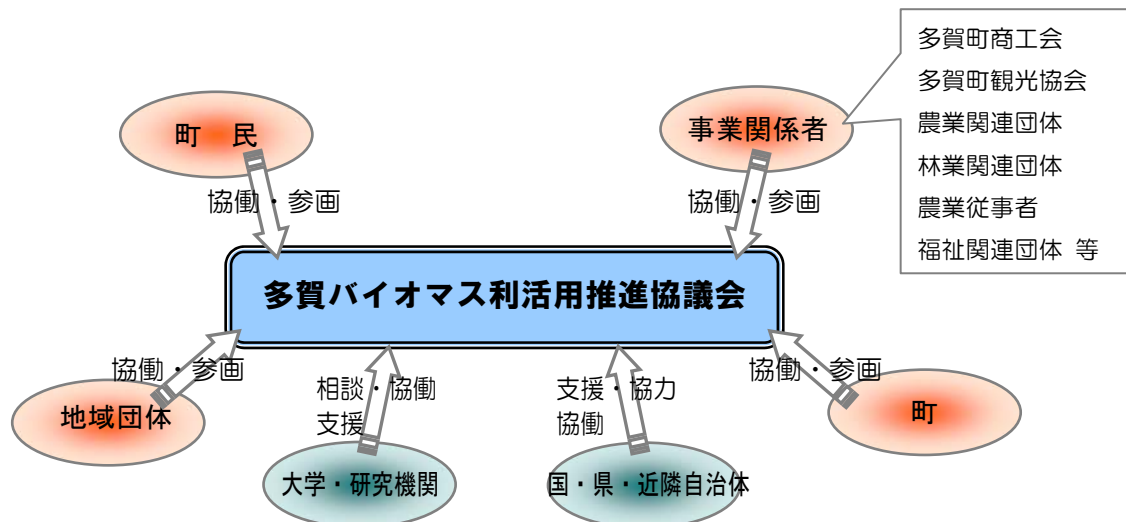 多賀町商工会
多賀町観光協会
農業関連団体
林業関連団体
農業従事者
福祉関連団体 等
町 民
事業関係者
協働・参画
協働・参画
多賀バイオマス利活用推進協議会
協働・参画
相談・協働
支援
支援・協力
協働
協働・参画
地域団体
町
大学・研究機関
国・県・近隣自治体